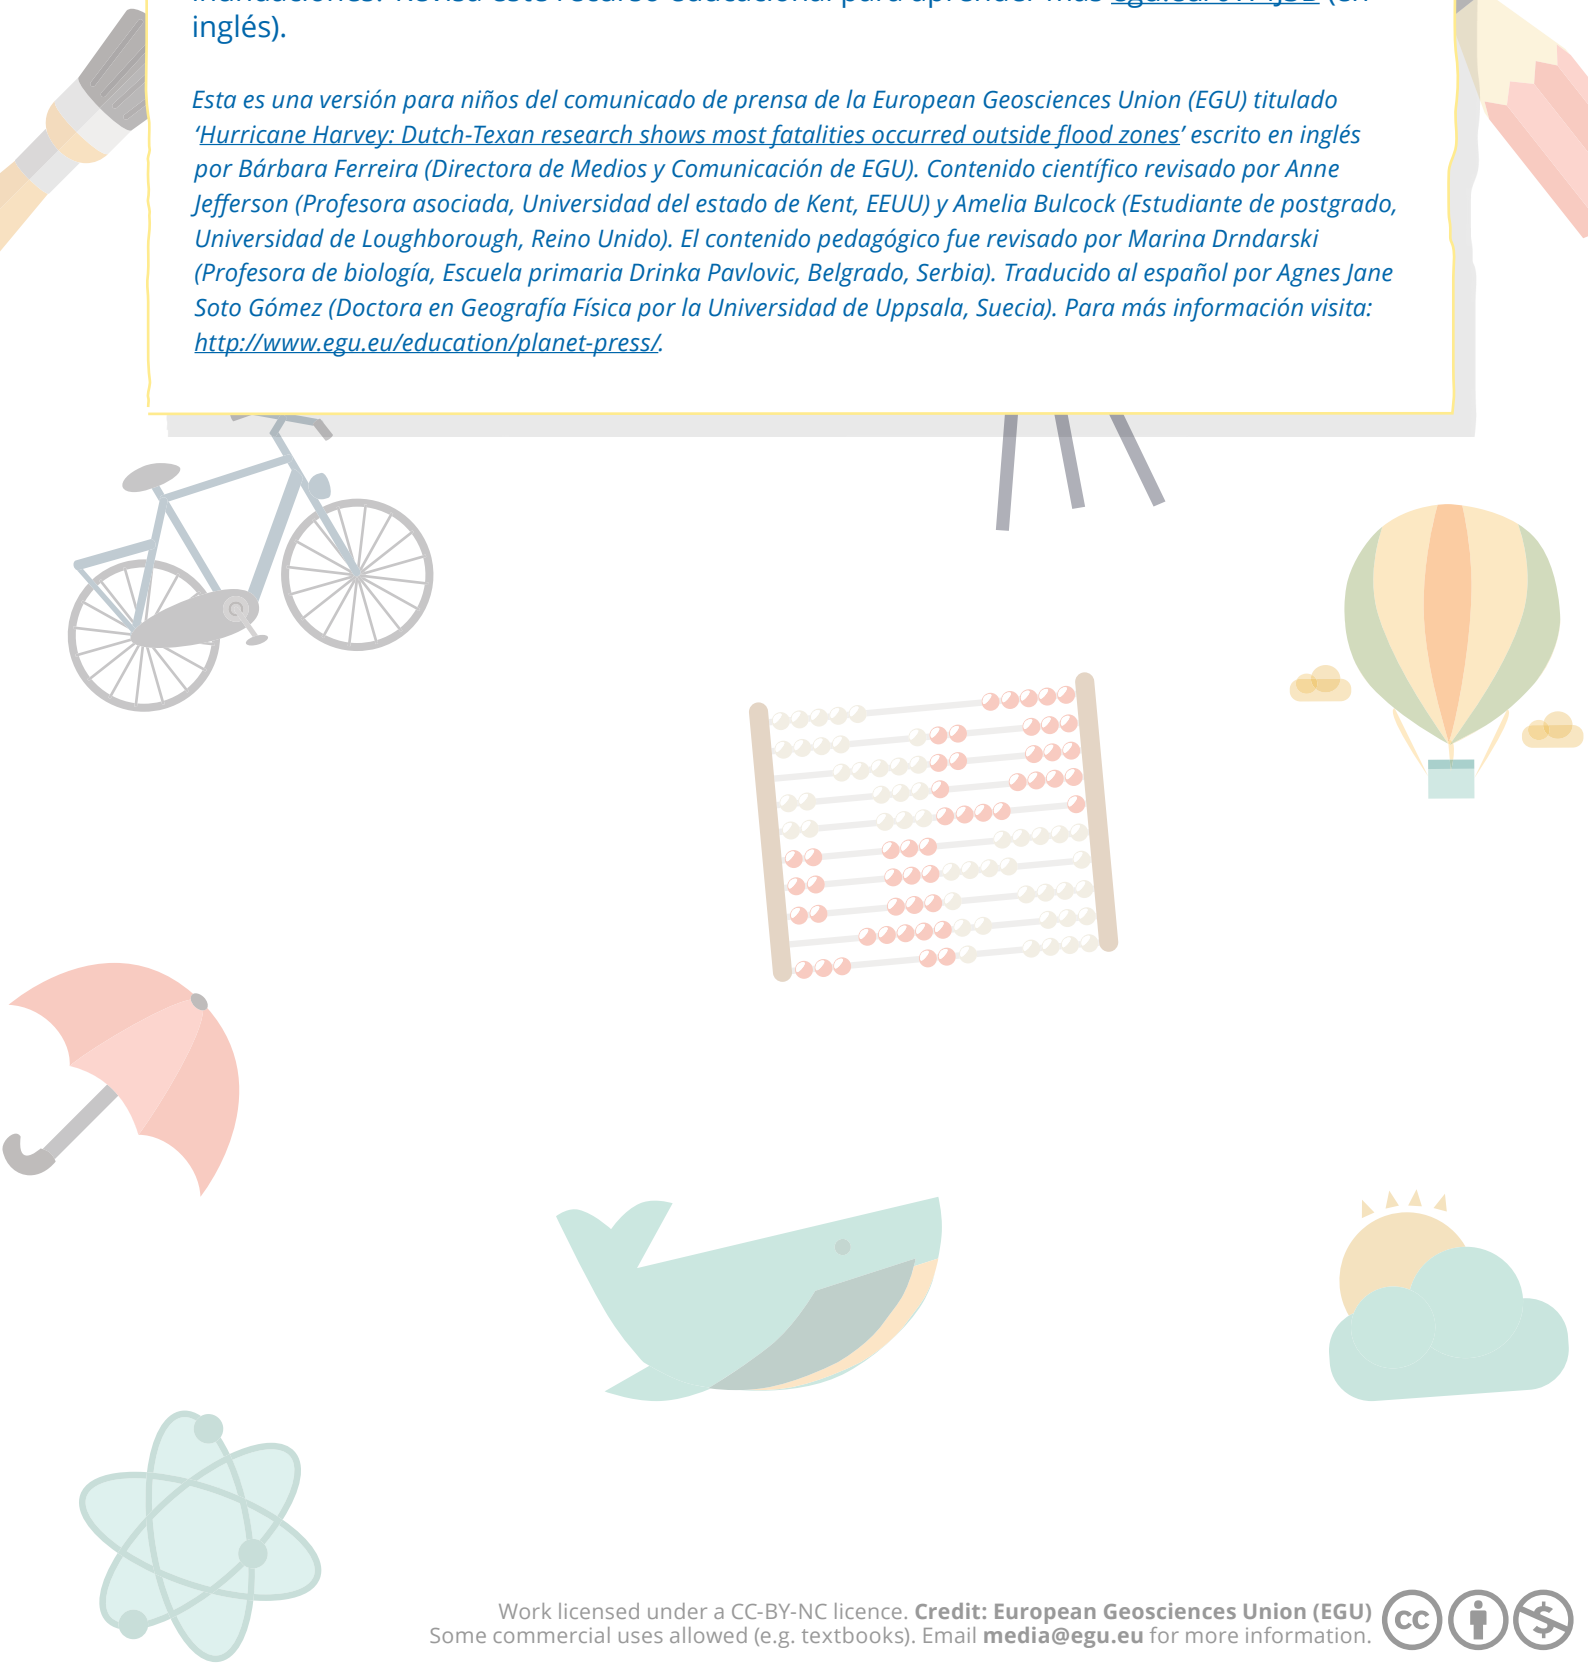 este recurso educacional para aprender más
inglés).
Esta es una versión para niños del comunicado de prensa de la European Geosciences Union (EGU) titulado
‘Hurricane Harvey: Dutch-Texan research shows most fatalities occurred outside flood zones’ escrito en inglés
por Bárbara Ferreira (Directora de Medios y Comunicación de EGU). Contenido científico revisado por Anne
Jefferson (Profesora asociada, Universidad del estado de Kent, EEUU) y Amelia Bulcock (Estudiante de postgrado,
Universidad de Loughborough, Reino Unido). El contenido pedagógico fue revisado por Marina Drndarski
(Profesora de biología, Escuela primaria Drinka Pavlovic, Belgrado, Serbia). Traducido al español por Agnes Jane
Soto Gómez (Doctora en Geografía Física por la Universidad de Uppsala, Suecia). Para más información visita:
http://www.egu.eu/education/planet-press/.
Work licensed under a CC-BY-NC licence. Credit: European Geosciences Union (EGU)
Some commercial uses allowed (e.g. textbooks). Email media@egu.eu for more information.
cc